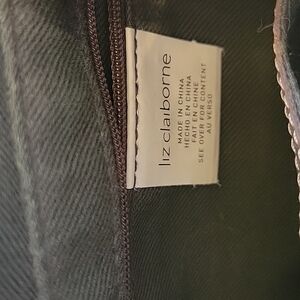 liz claiborne
MADE IN CHINA
HECHO EN CHINA
FAIT EN CHINE
SEE OVER FOR CONTENT
AU VERSO